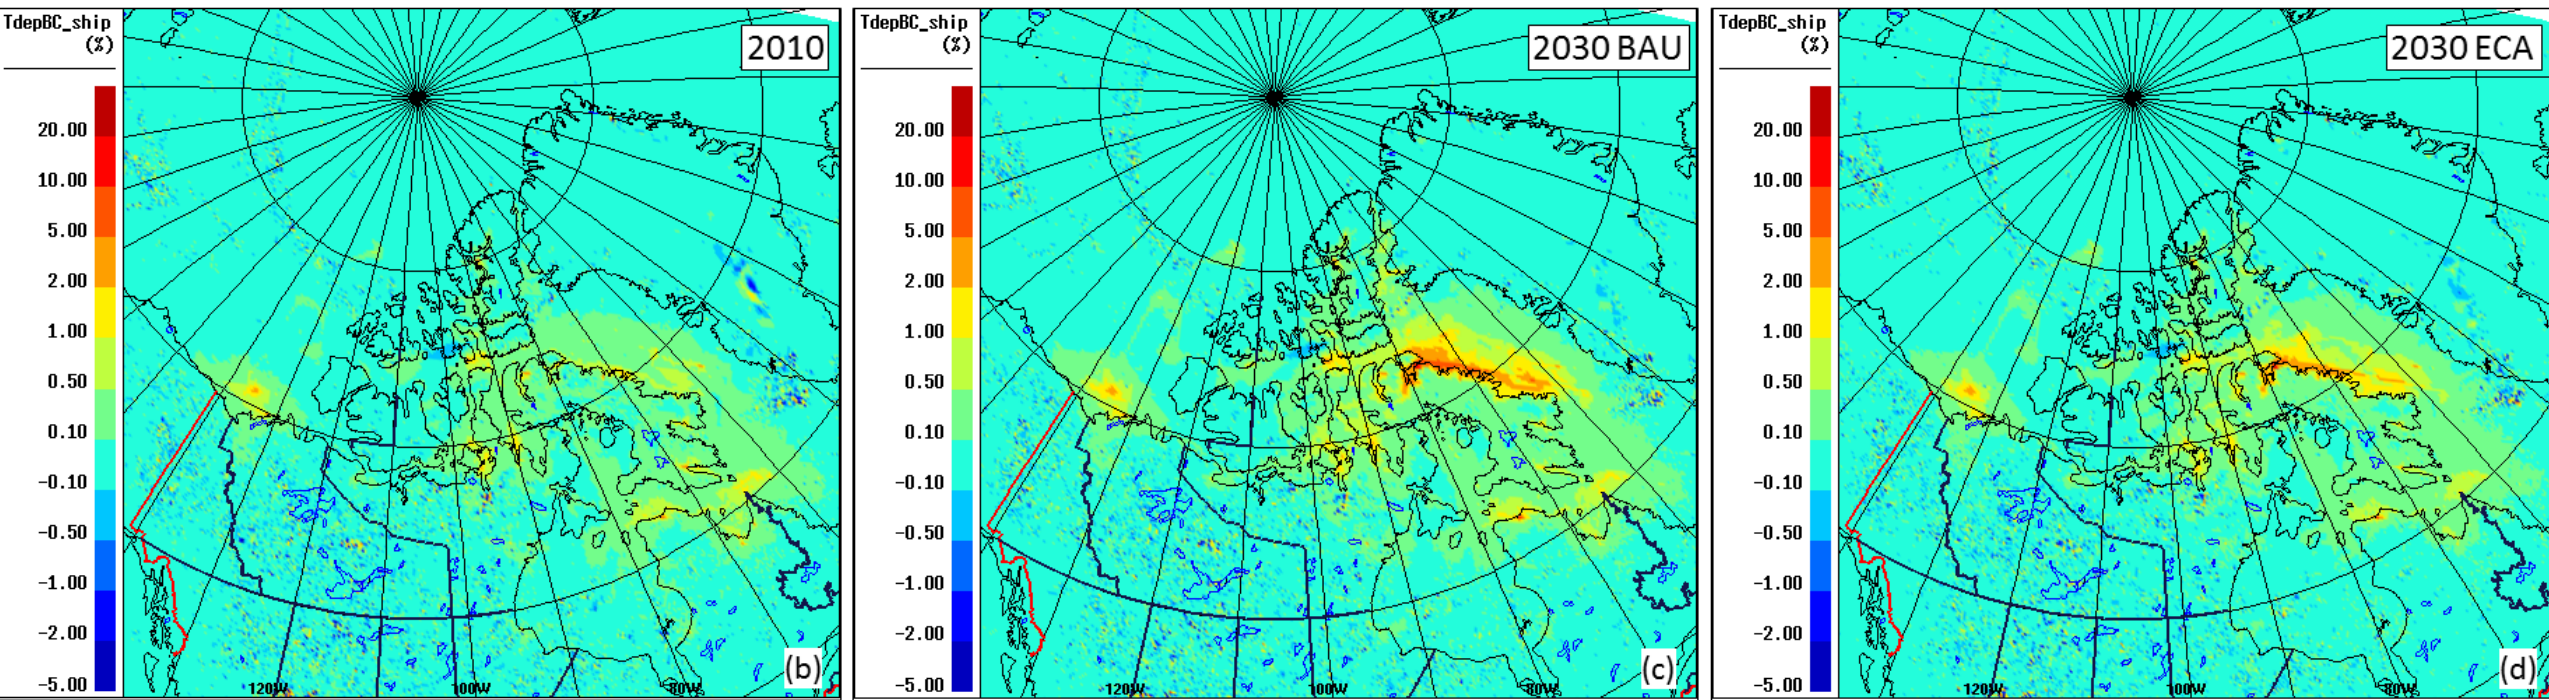 TdepBC_ship
(%)
20.00
10.00
5.00
2.00
1.00
0.50
0.10
-0.10
-0.50
-1.00
-2.00
-5.00
2010
120W
100W
80W
(b)
TdepBC_ship
(%)
20.00
10.00
5.00
2.00
1.00
0.50
0.10
-0.10
-0.50
-1.00
-2.00
-5.00
2030 BAU
120W
100W
80W
(c)
TdepBC_ship
(%)
20.00
10.00
5.00
2.00
1.00
0.50
0.10
-0.10
-0.50
-1.00
-2.00
-5.00
2030 ECA
120W
100W
80W
(d)